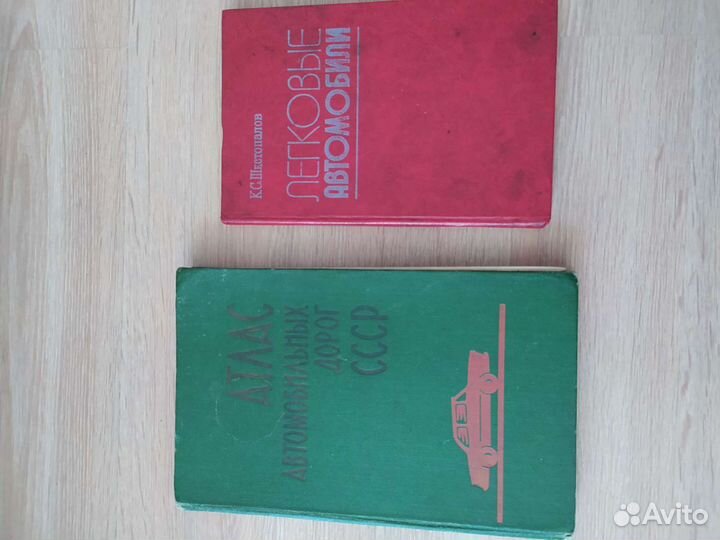 К.С.Шестопалов
ЛЕГКОВЫЕ
АВТОМОБИЛИ
АТЛАС
АВТОМОБИЛЬНЫХ
ДОРОГ
СССР
Avito